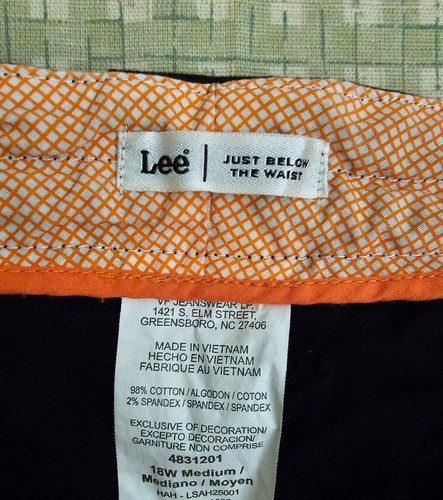 Lee® | JUST BELOW
THE WAIST
VF JEANSWEAR LP.
1421 S. ELM STREET,
GREENSBORO, NC 27406
MADE IN VIETNAM
HECHO EN VIETNAM
FABRIQUE AU VIETNAM
98% COTTON / ALGODON / COTON
2% SPANDEX / SPANDEX / SPANDEX
EXCLUSIVE OF DECORATION/
EXCEPTO DECORACION/
GARNITURE NON COMPRISE
4831201
18W Medium /
Mediano / Moyen
HAH - LSAH25001